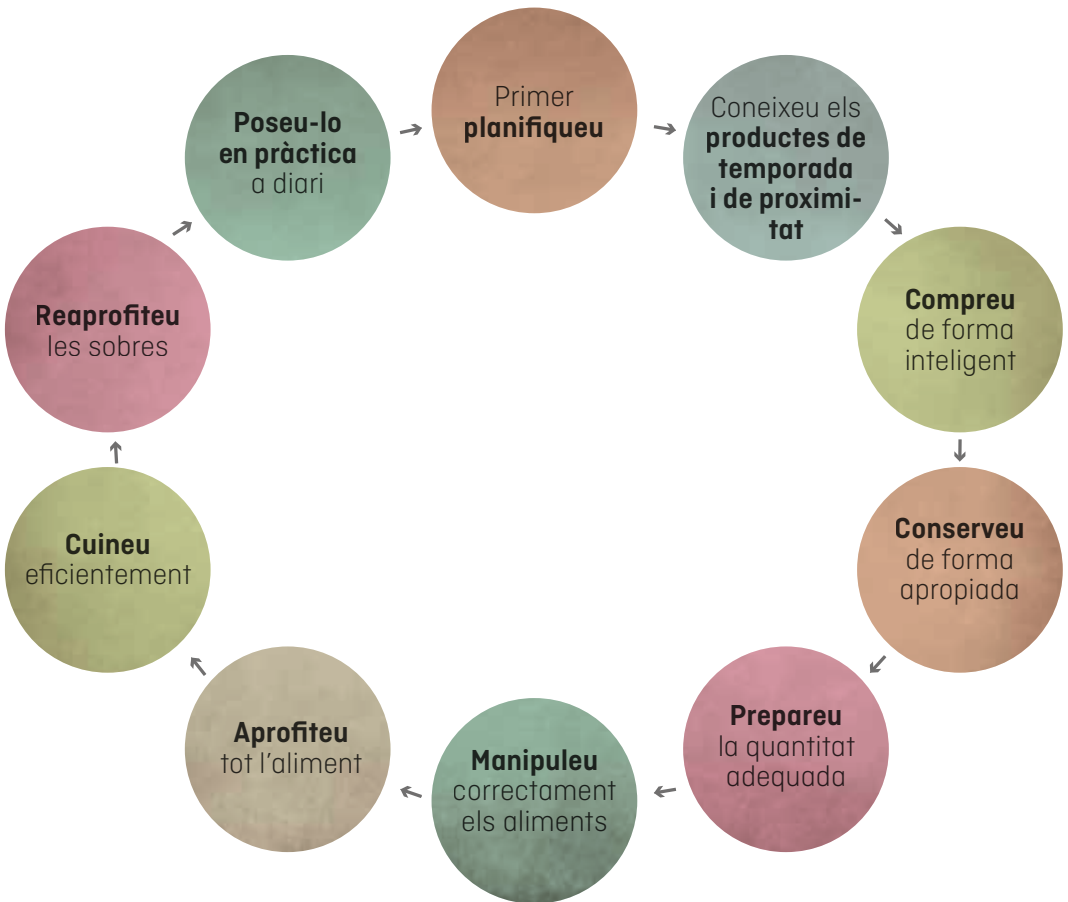 Primer
planifiqueu
Coneixeu els
productes de
temporada
i de proximi-
tat
Compreu
de forma
inteligent
Conserveu
de forma
apropiada
Prepareu
la quantitat
adequada
Manipuleu
correctament
els aliments
Aprofiteu
tot l'aliment
Cuineu
eficientement
Reaprofiteu
les sobres
Poseu-lo
en pràctica
a diari